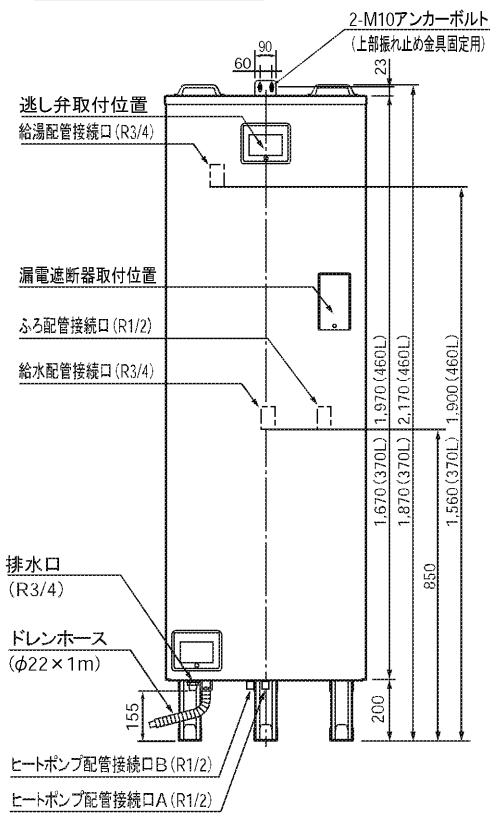 2-M10アンカーボルト
(上部振れ止め金具固定用)
90
60
23
逃し弁取付位置
給湯配管接続口(R3/4)
漏電遮断器取付位置
ふろ配管接続口(R1/2)
給水配管接続口(R3/4)
1,670(370L) 1,970(460L)
1,870(370L) 2,170(460L)
1,560(370L) 1,900(460L)
850
排水口
(R3/4)
ドレンホース
(φ22×1m)
155
200
ヒートポンプ配管接続口B(R1/2)
ヒートポンプ配管接続口A(R1/2)